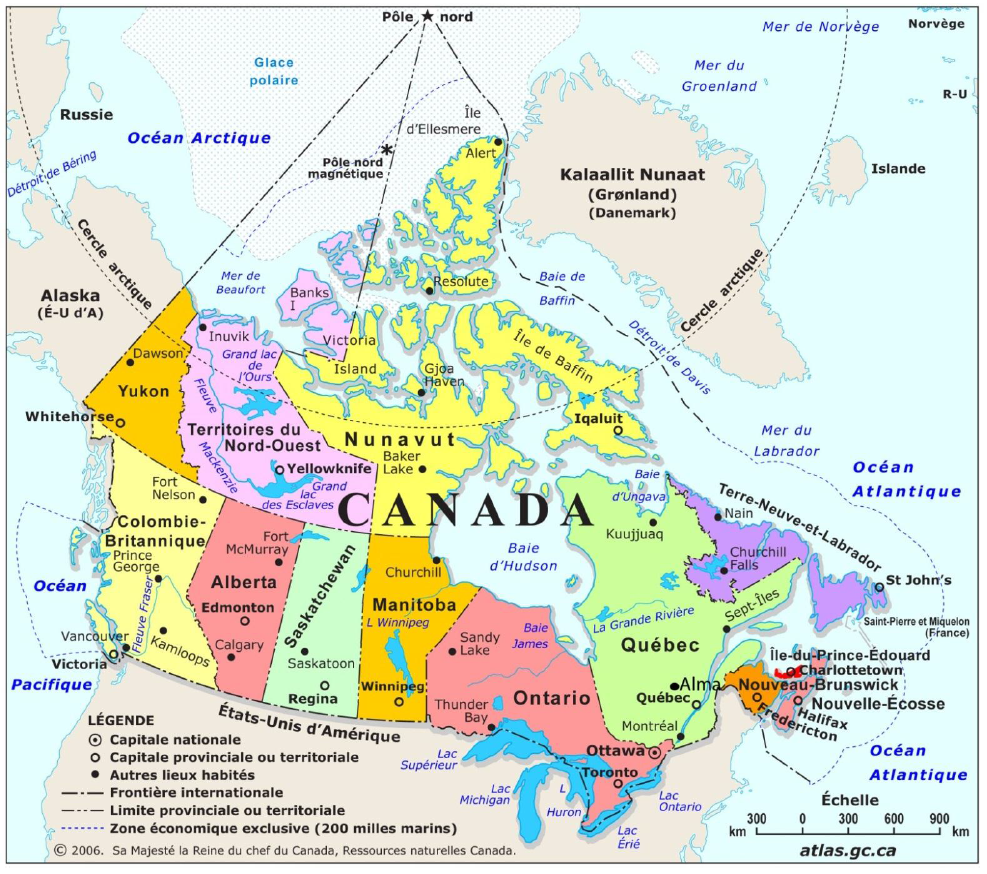 Pôle nord
Mer de Norvège
Norvège
Glace
polaire
Mer du
Groenland
R-U
Russie
Océan Arctique
Île
d'Ellesmere
Alert
Pôle nord
magnétique
Détroit de Béring
Kalaallit Nunaat
(Grønland)
(Danemark)
Islande
Cercle arctique
Cercle arctique
Mer de
Beaufort
Resolute
Baie de
Baffin
Alaska
(É-U d'A)
Banks
I
Inuvik
Victoria
Island
Île de Baffin
Détroit de Davis
Dawson
Grand lac
de
l'Ours
Gjoa
Haven
Yukon
Fleuve
Mackenzie
Whitehorse
Iqaluit
Territoires du
Nord-Ouest
Nunavut
Mer du
Labrador
Baker
Lake
Yellowknife
Grand
lac
des Esclaves
Océan
Atlantique
Baie
d'Ungava
Fort
Nelson
Terre-Neuve-et-Labrador
CANADA
Nain
Colombie-
Britannique
Kuujjuaq
Fort
McMurray
Baie
d'Hudson
Churchill
Falls
Prince
George
Churchill
Océan
Pacifique
Alberta
Saskatchewan
St John's
Edmonton
Manitoba
L Winnipeg
Fleuve Fraser
La Grande Rivière
Sept-Îles
Saint-Pierre et Miquelon
(France)
Vancouver
Kamloops
Calgary
Baie
James
Sandy
Lake
Québec
Île-du-Prince-Édouard
Victoria
Saskatoon
Charlottetown
Alma
Nouveau-Brunswick
Winnipeg
Regina
Ontario
Québec
Nouvelle-Écosse
Halifax
Fredericton
États-Unis d'Amérique
Thunder
Bay
Montréal
Ottawa
Océan
Atlantique
Lac
Supérieur
Toronto
Lac
Michigan
L
Huron
Lac
Ontario
Lac
Érié
LÉGENDE
Capitale nationale
Capitale provinciale ou territoriale
Autres lieux habités
Frontière internationale
Limite provinciale ou territoriale
Zone économique exclusive (200 milles marins)
Échelle
km 300 0 300 600 900 km
© 2006. Sa Majesté la Reine du chef du Canada, Ressources naturelles Canada.
atlas.gc.ca